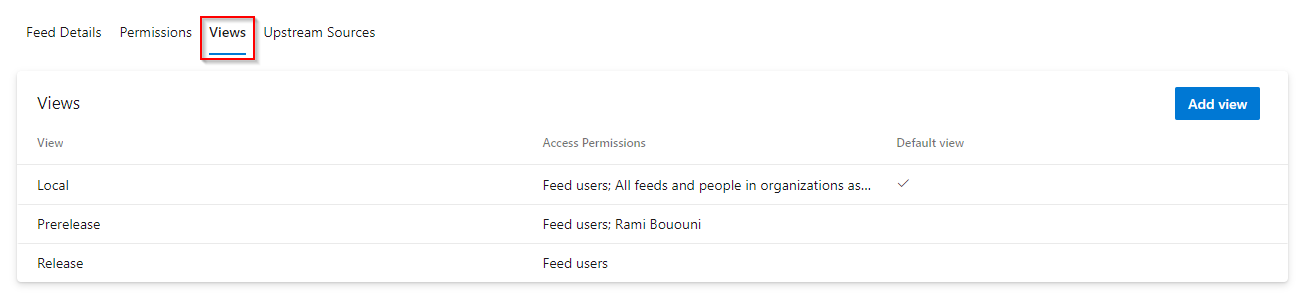 Feed Details Permissions Views Upstream Sources
Views Add view
View Access Permissions Default view
Local Feed users; All feeds and people in organizations as...
Prerelease Feed users; Rami Bououni
Release Feed users